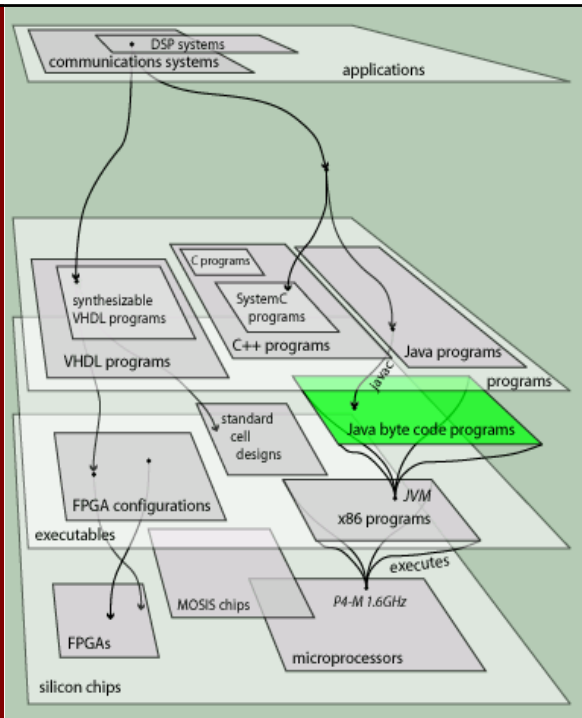 DSP systems
communications systems
applications
C programs
synthesizable
VHDL programs
SystemC
programs
C++ programs
VHDL programs
Java programs
javac
programs
standard
cell
designs
Java byte code programs
FPGA configurations
JVM
x86 programs
executables
executes
MOSIS chips
P4-M 1.6GHz
FPGAs
microprocessors
silicon chips